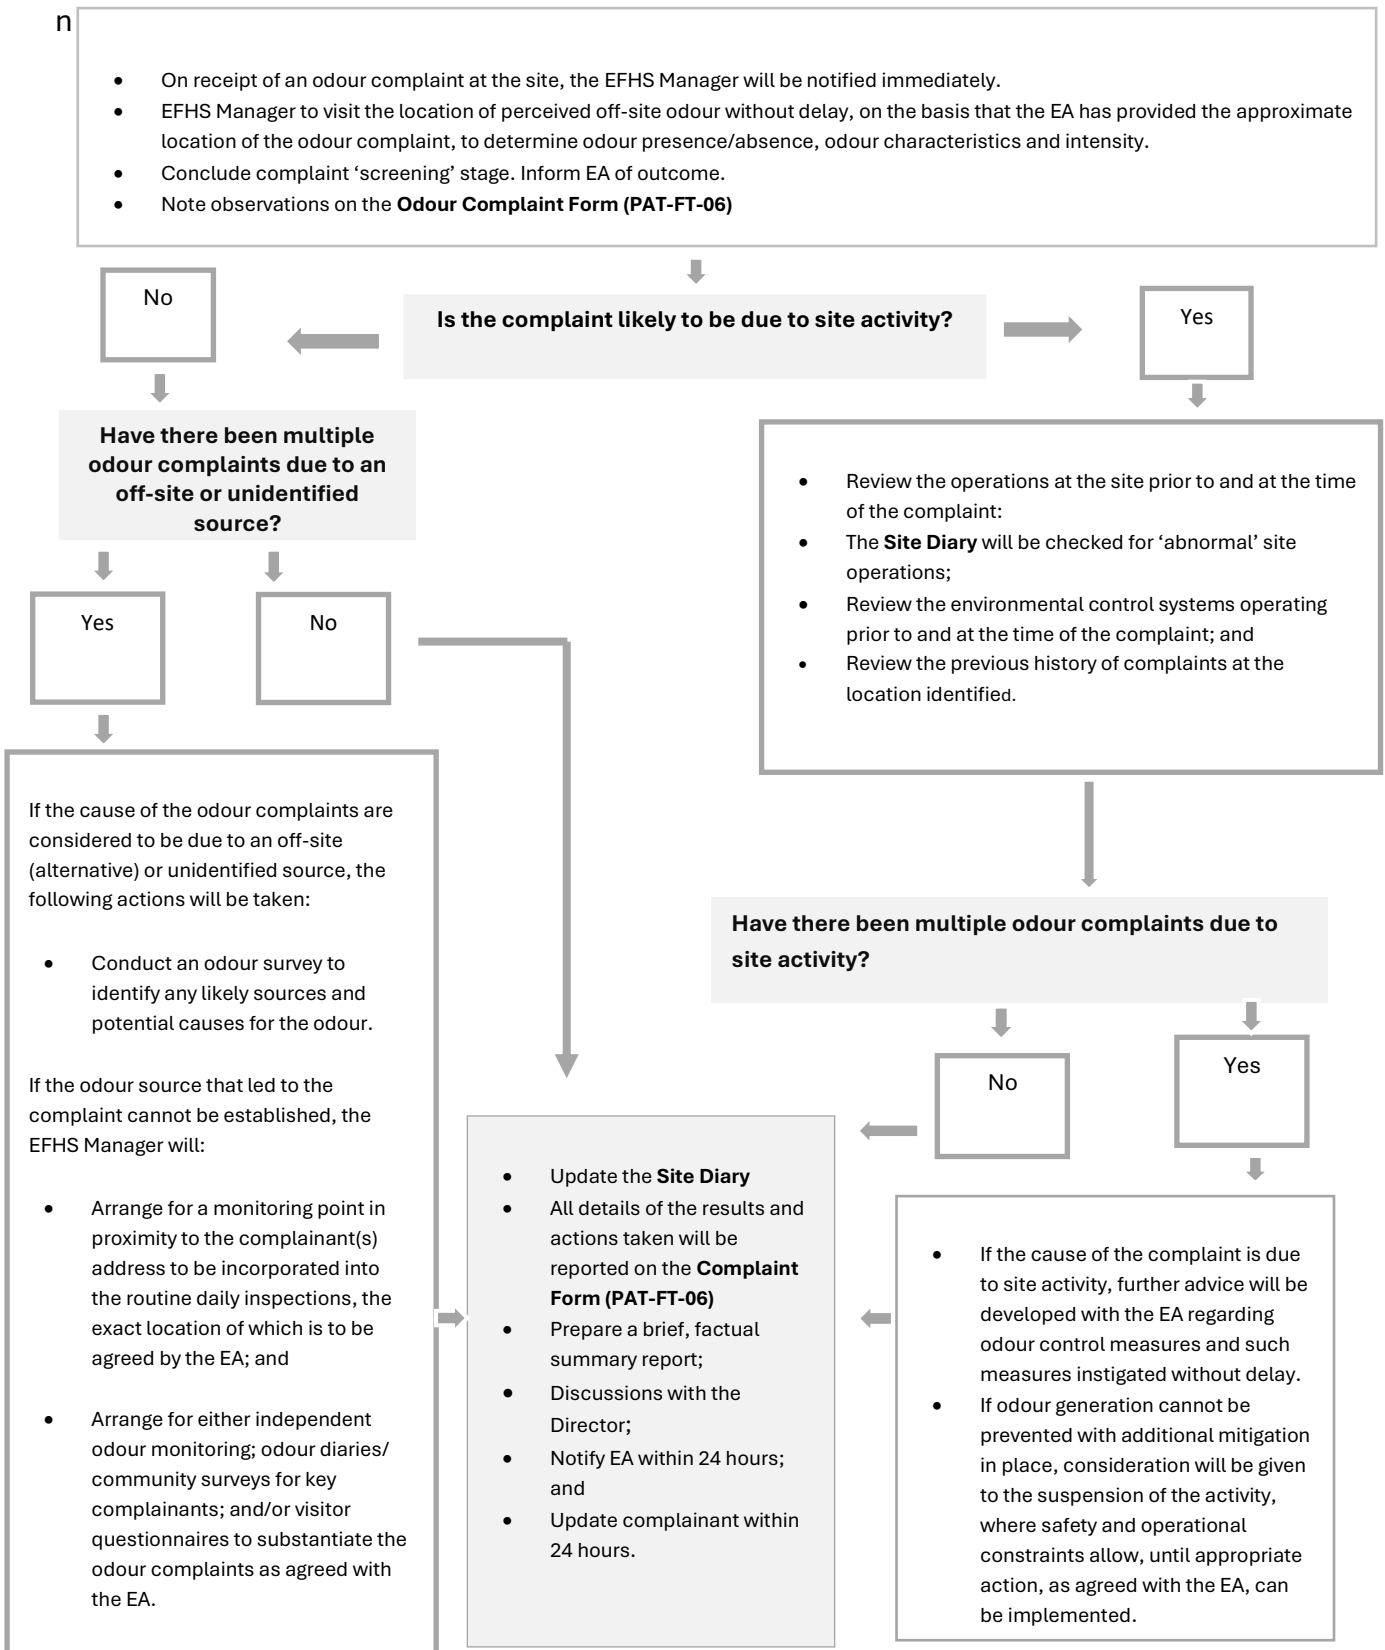 n
• On receipt of an odour complaint at the site, the EFHS Manager will be notified immediately.
• EFHS Manager to visit the location of perceived off-site odour without delay, on the basis that the EA has provided the approximate
location of the odour complaint, to determine odour presence/absence, odour characteristics and intensity.
• Conclude complaint ‘screening’ stage. Inform EA of outcome.
• Note observations on the Odour Complaint Form (PAT-FT-06)
No
Is the complaint likely to be due to site activity?
Yes
Have there been multiple
odour complaints due to an
off-site or unidentified
source?
Yes
No
• Review the operations at the site prior to and at the time
of the complaint:
• The Site Diary will be checked for ‘abnormal’ site
operations;
• Review the environmental control systems operating
prior to and at the time of the complaint; and
• Review the previous history of complaints at the
location identified.
If the cause of the odour complaints are
considered to be due to an off-site
(alternative) or unidentified source, the
following actions will be taken:
• Conduct an odour survey to
identify any likely sources and
potential causes for the odour.
If the odour source that led to the
complaint cannot be established, the
EFHS Manager will:
• Arrange for a monitoring point in
proximity to the complainant(s)
address to be incorporated into
the routine daily inspections, the
exact location of which is to be
agreed by the EA; and
• Arrange for either independent
odour monitoring; odour diaries/
community surveys for key
complainants; and/or visitor
questionnaires to substantiate the
odour complaints as agreed with
the EA.
Have there been multiple odour complaints due to
site activity?
No
Yes
• Update the Site Diary
• All details of the results and
actions taken will be
reported on the Complaint
Form (PAT-FT-06)
• Prepare a brief, factual
summary report;
• Discussions with the
Director;
• Notify EA within 24 hours;
and
• Update complainant within
24 hours.
• If the cause of the complaint is due
to site activity, further advice will be
developed with the EA regarding
odour control measures and such
measures instigated without delay.
• If odour generation cannot be
prevented with additional mitigation
in place, consideration will be given
to the suspension of the activity,
where safety and operational
constraints allow, until appropriate
action, as agreed with the EA, can
be implemented.